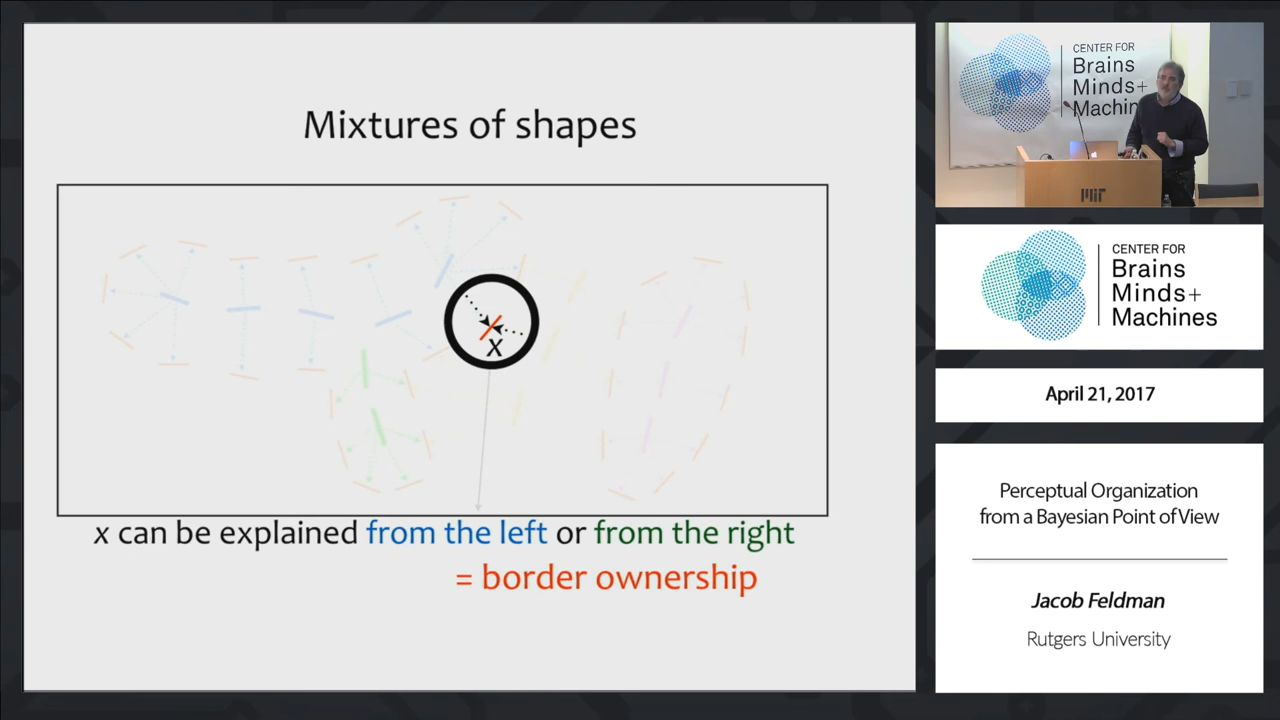 Mixtures of shapes
x
x can be explained from the left or from the right
= border ownership
CENTER FOR
Brains
Minds+
Machin
MIT
CENTER FOR
Brains
Minds+
Machines
April 21, 2017
Perceptual Organization
from a Bayesian Point of View
Jacob Feldman
Rutgers University